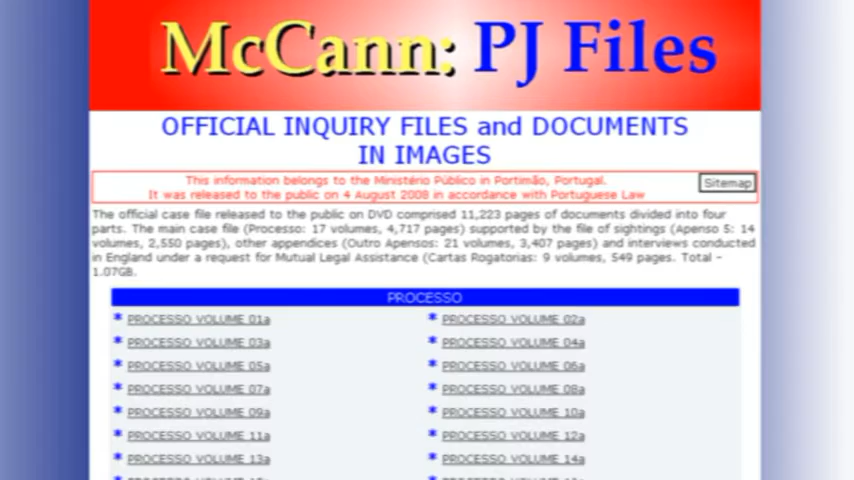 McCann: PJ Files
OFFICIAL INQUIRY FILES and DOCUMENTS
IN IMAGES
This information belongs to the Ministério Público in Portimão, Portugal.
Sitemap
It was released to the public on 4 August 2008 in accordance with Portuguese Law
The official case file released to the public on DVD comprised 11,223 pages of documents divided into four
parts. The main case file (Processo: 17 volumes, 4,717 pages) supported by the file of sightings (Apenso 5: 14
volumes, 2,550 pages), other appendices (Outro Apensos: 21 volumes, 3,407 pages) and interviews conducted
in England under a request for Mutual Legal Assistance (Cartas Rogatorias: 9 volumes, 549 pages. Total –
1.07GB.
PROCESSO
* PROCESSO VOLUME 01a * PROCESSO VOLUME 02a
* PROCESSO VOLUME 03a * PROCESSO VOLUME 04a
* PROCESSO VOLUME 05a * PROCESSO VOLUME 06a
* PROCESSO VOLUME 07a * PROCESSO VOLUME 08a
* PROCESSO VOLUME 09a * PROCESSO VOLUME 10a
* PROCESSO VOLUME 11a * PROCESSO VOLUME 12a
* PROCESSO VOLUME 13a * PROCESSO VOLUME 14a